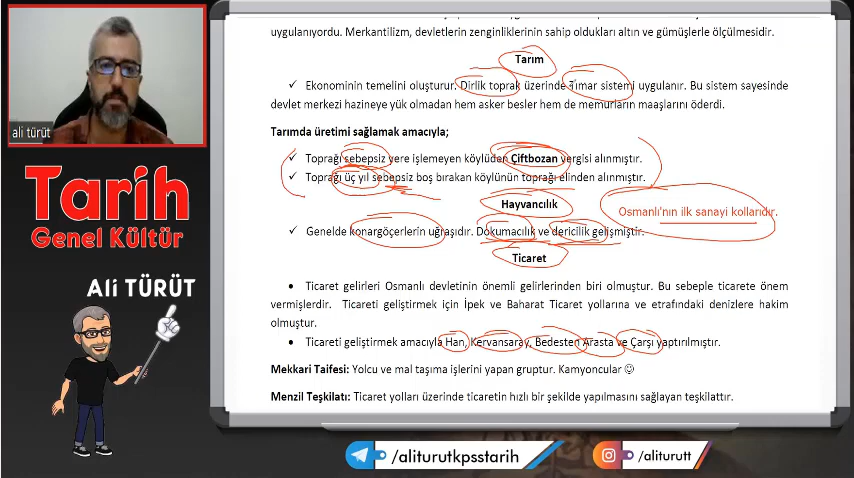 uygulanıyordu. Merkantilizm, devletlerin zenginliklerinin sahip oldukları altın ve gümüşlerle ölçülmesidir.
Tarım
✓ Ekonominin temelini oluşturur. Dirlik toprak üzerinde Tımar sistemi uygulanır. Bu sistem sayesinde
devlet merkezi hazineye yük olmadan hem asker besler hem de memurların maaşlarını öderdi.
Tarımda üretimi sağlamak amacıyla;
✓ Toprağı sebepsiz yere işlemeyen köylüden Çiftbozan vergisi alınmıştır.
✓ Toprağı üç yıl sebepsiz boş bırakan köylünün toprağı elinden alınmıştır.
Hayvancılık
Osmanlı'nın ilk sanayi kollarıdır.
✓ Genelde konargöçerlerin uğraşıdır. Dokumacılık ve dericilik gelişmiştir.
Ticaret
• Ticaret gelirleri Osmanlı devletinin önemli gelirlerinden biri olmuştur. Bu sebeple ticarete önem
vermişlerdir. Ticareti geliştirmek için İpek ve Baharat Ticaret yollarına ve etrafındaki denizlere hakim
olmuştur.
• Ticareti geliştirmek amacıyla Han, Kervansaray, Bedesten Arasta ve Çarşı yaptırılmıştır.
Mekkari Taifesi: Yolcu ve mal taşıma işlerini yapan gruptur. Kamyoncular ☺
Menzil Teşkilatı: Ticaret yolları üzerinde ticaretin hızlı bir şekilde yapılmasını sağlayan teşkilattır.
ali türüt
Tarih
Genel Kültür
Ali TÜRÜT
/aliturutkpsstarih
/aliturutt